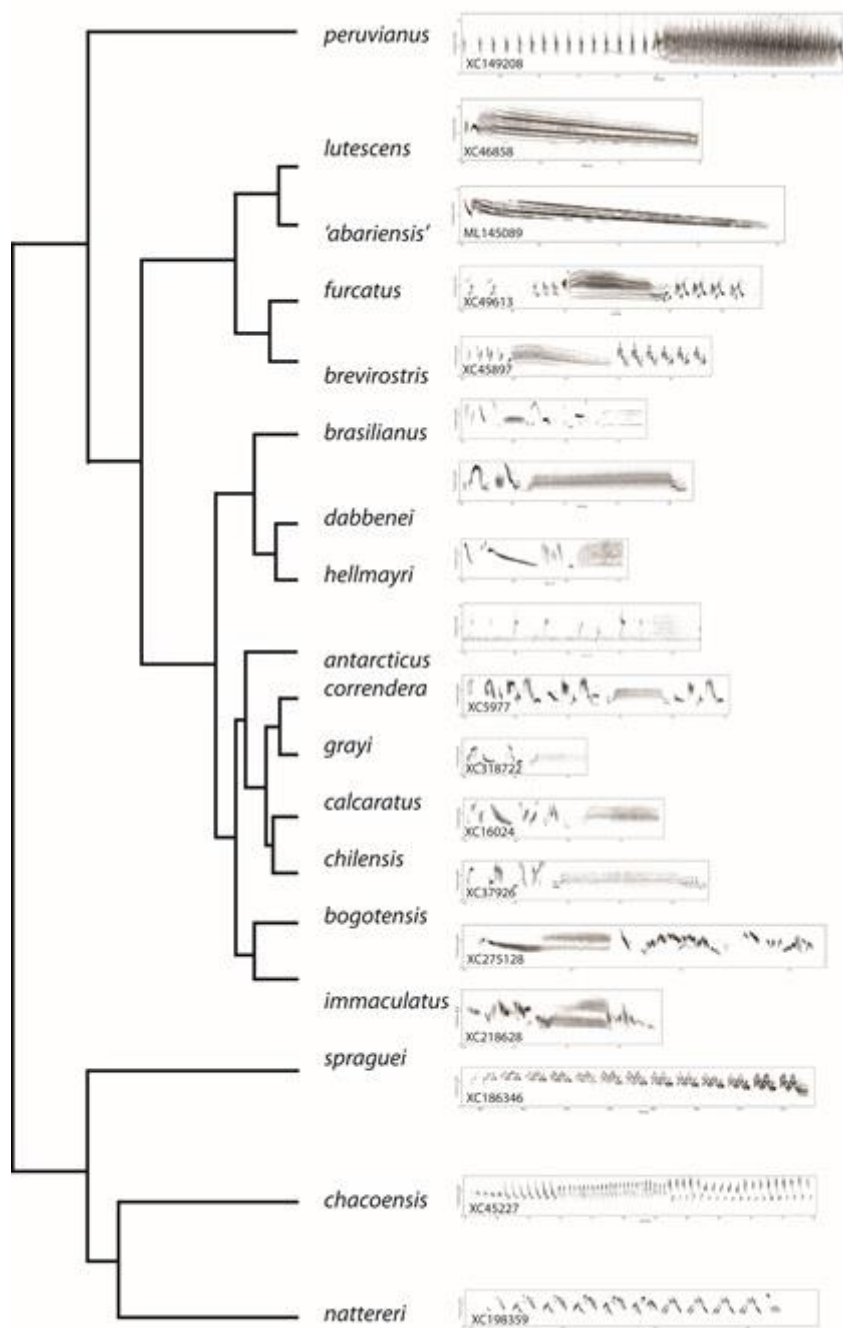 peruvianus
XC149208
lutescens
XC46858
'abariensis'
ML145089
furcatus
XC49613
brevirostris
XC45897
brasilianus
dabbenei
hellmayri
antarcticus
correndera
XC5977
grayi
XC318722
calcaratus
XC16024
chilensis
XC37926
bogotensis
XC275128
immaculatus
XC218628
spraguei
XC186346
chacoensis
XC45227
nattereri
XC198359